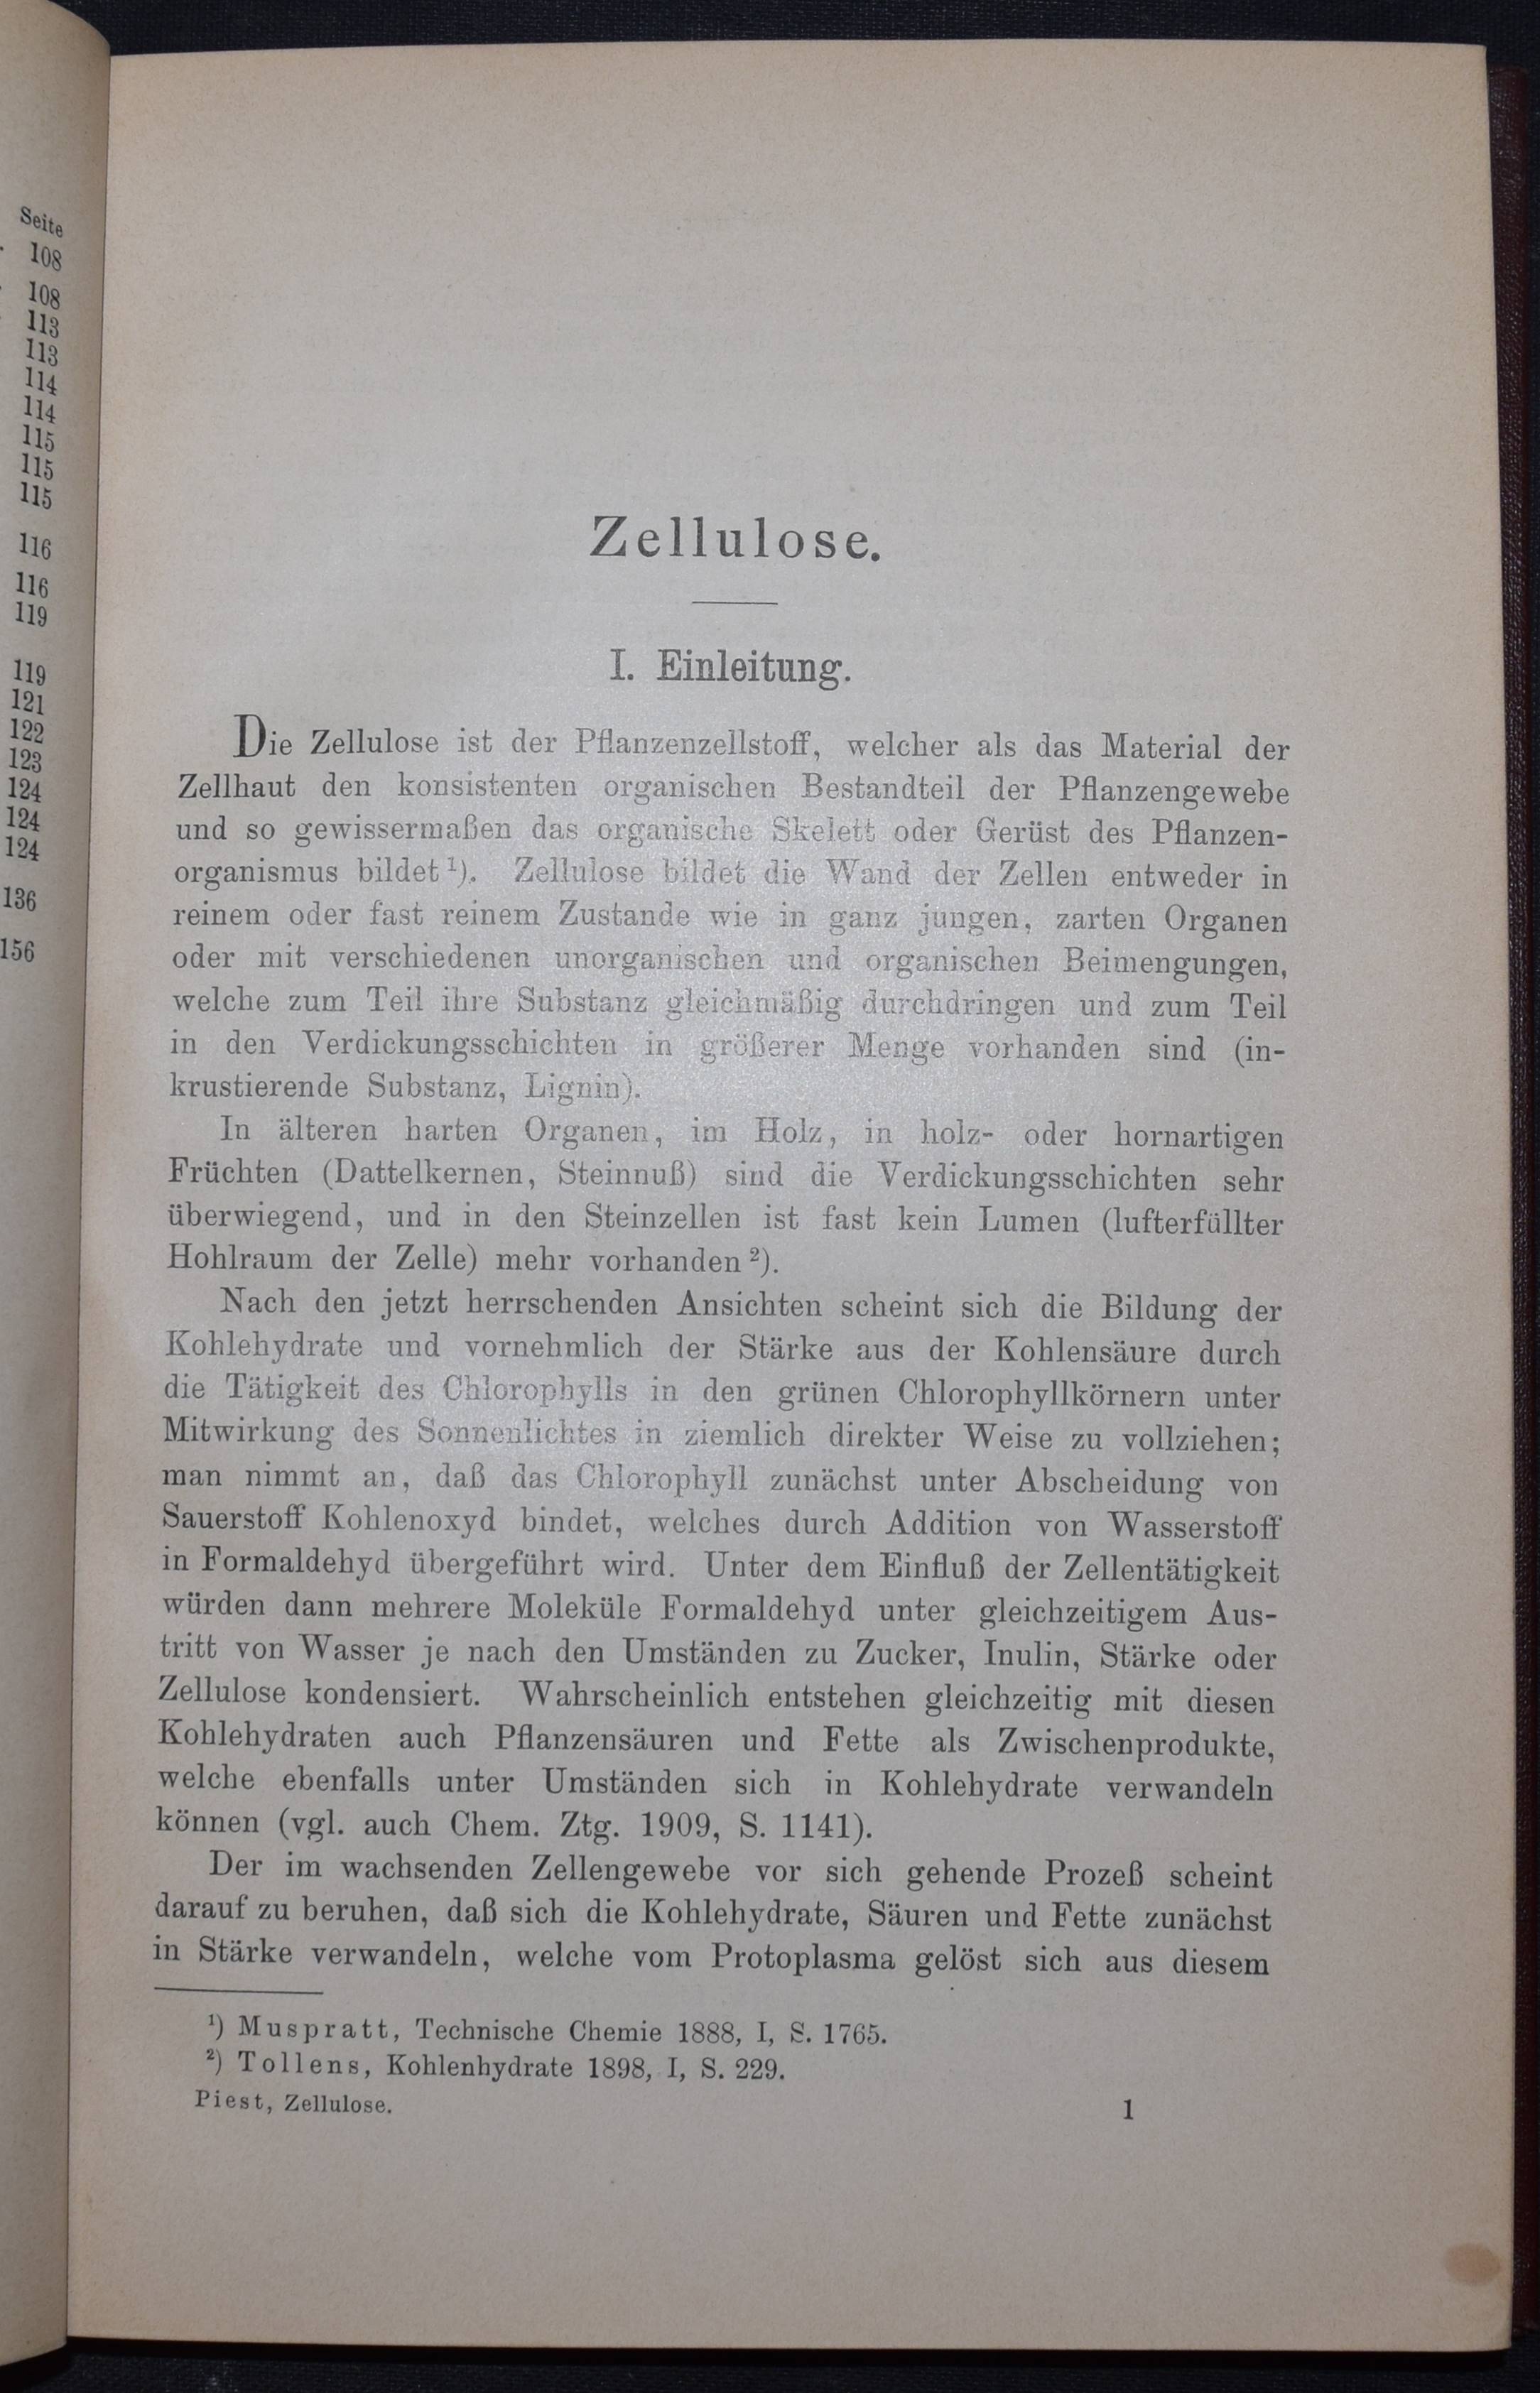 Seite
108
108
113
113
114
114
115
115
115
116
116
119
119
121
122
123
124
124
124
136
156
Zellulose.
I. Einleitung.
Die Zellulose ist der Pflanzenzellstoff, welcher als das Material der
Zellhaut den konsistenten organischen Bestandteil der Pflanzengewebe
und so gewissermaßen das organische Skelett oder Gerüst des Pflanzen-
organismus bildet¹). Zellulose bildet die Wand der Zellen entweder in
reinem oder fast reinem Zustande wie in ganz jungen, zarten Organen
oder mit verschiedenen unorganischen und organischen Beimengungen,
welche zum Teil ihre Substanz gleichmäßig durchdringen und zum Teil
in den Verdickungsschichten in größerer Menge vorhanden sind (in-
krustierende Substanz, Lignin).
In älteren harten Organen, im Holz, in holz- oder hornartigen
Früchten (Dattelkernen, Steinnuß) sind die Verdickungsschichten sehr
überwiegend, und in den Steinzellen ist fast kein Lumen (lufterfüllter
Hohlraum der Zelle) mehr vorhanden²).
Nach den jetzt herrschenden Ansichten scheint sich die Bildung der
Kohlehydrate und vornehmlich der Stärke aus der Kohlensäure durch
die Tätigkeit des Chlorophylls in den grünen Chlorophyllkörnern unter
Mitwirkung des Sonnenlichtes in ziemlich direkter Weise zu vollziehen;
man nimmt an, daß das Chlorophyll zunächst unter Abscheidung von
Sauerstoff Kohlenoxyd bindet, welches durch Addition von Wasserstoff
in Formaldehyd übergeführt wird. Unter dem Einfluß der Zellentätigkeit
würden dann mehrere Moleküle Formaldehyd unter gleichzeitigem Aus-
tritt von Wasser je nach den Umständen zu Zucker, Inulin, Stärke oder
Zellulose kondensiert. Wahrscheinlich entstehen gleichzeitig mit diesen
Kohlehydraten auch Pflanzensäuren und Fette als Zwischenprodukte,
welche ebenfalls unter Umständen sich in Kohlehydrate verwandeln
können (vgl. auch Chem. Ztg. 1909, S. 1141).
Der im wachsenden Zellengewebe vor sich gehende Prozeß scheint
darauf zu beruhen, daß sich die Kohlehydrate, Säuren und Fette zunächst
in Stärke verwandeln, welche vom Protoplasma gelöst sich aus diesem
¹) Muspratt, Technische Chemie 1888, I, S. 1765.
²) Tollens, Kohlenhydrate 1898, I, S. 229.
Piest, Zellulose. 1